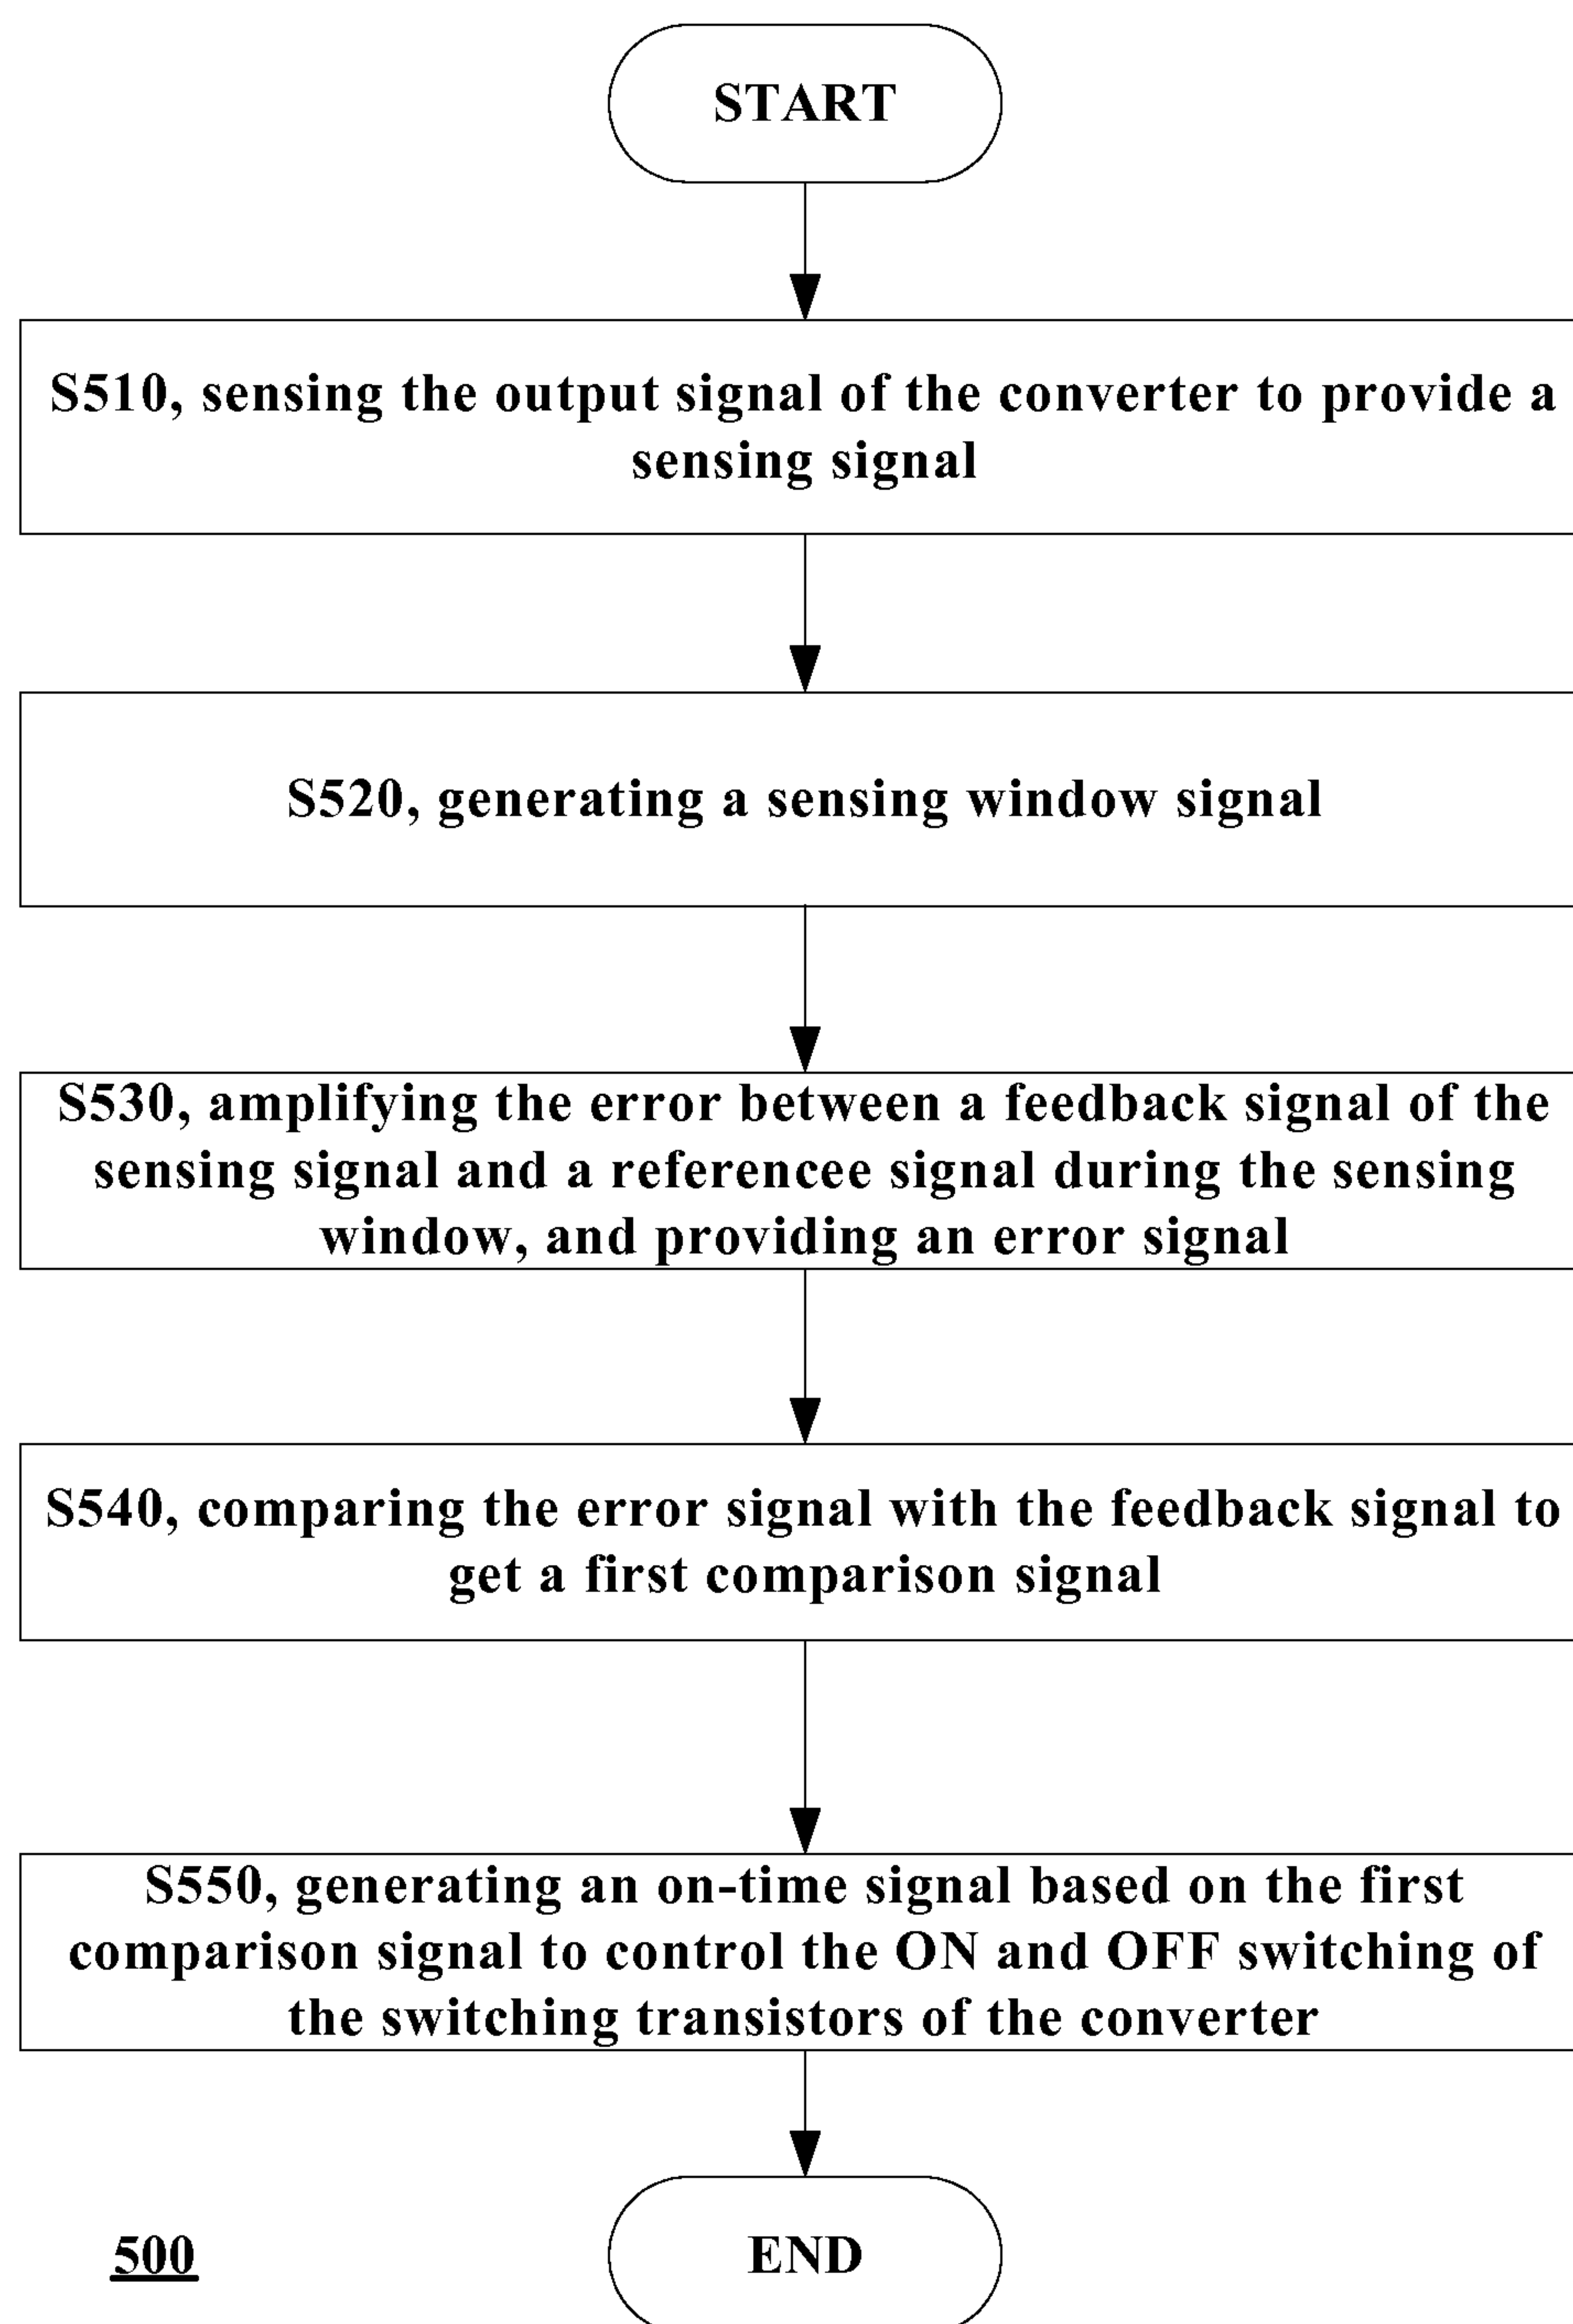 START
S510, sensing the output signal of the converter to provide a
sensing signal
S520, generating a sensing window signal
S530, amplifying the error between a feedback signal of the
sensing signal and a referencee signal during the sensing
window, and providing an error signal
S540, comparing the error signal with the feedback signal to
get a first comparison signal
S550, generating an on-time signal based on the first
comparison signal to control the ON and OFF switching of
the switching transistors of the converter
500
END